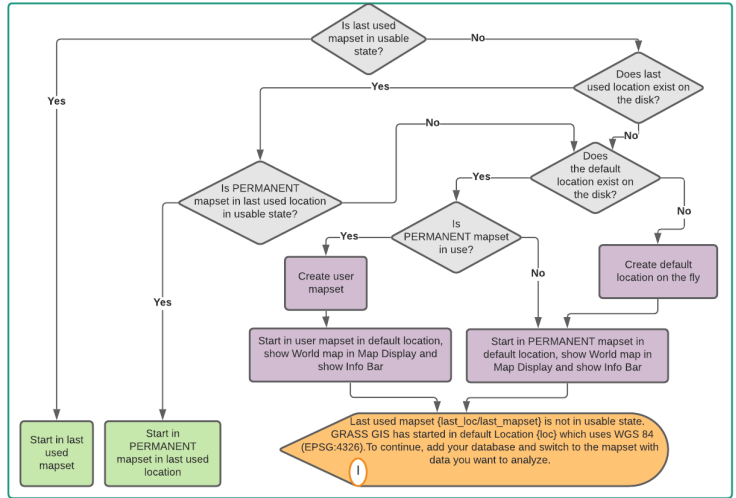 Is last used
mapset in usable
state?
No
Yes
Does last
used location exist on
the disk?
Yes
No
No
Does
the default
location exist on
the disk?
Is PERMANENT
mapset in last used location
in usable state?
Yes
No
Is
PERMANENT mapset
in use?
Yes
No
Yes
Create user
mapset
Create default
location on the fly
Start in user mapset in default location,
show World map in Map Display and
show Info Bar
Start in PERMANENT mapset in
default location, show World map in
Map Display and show Info Bar
Start in last
used
mapset
Start in
PERMANENT
mapset in last used
location
Last used mapset {last_loc/last_mapset} is not in usable state.
GRASS GIS has started in default Location {loc} which uses WGS 84
(EPSG:4326).To continue, add your database and switch to the mapset with
data you want to analyze.
I